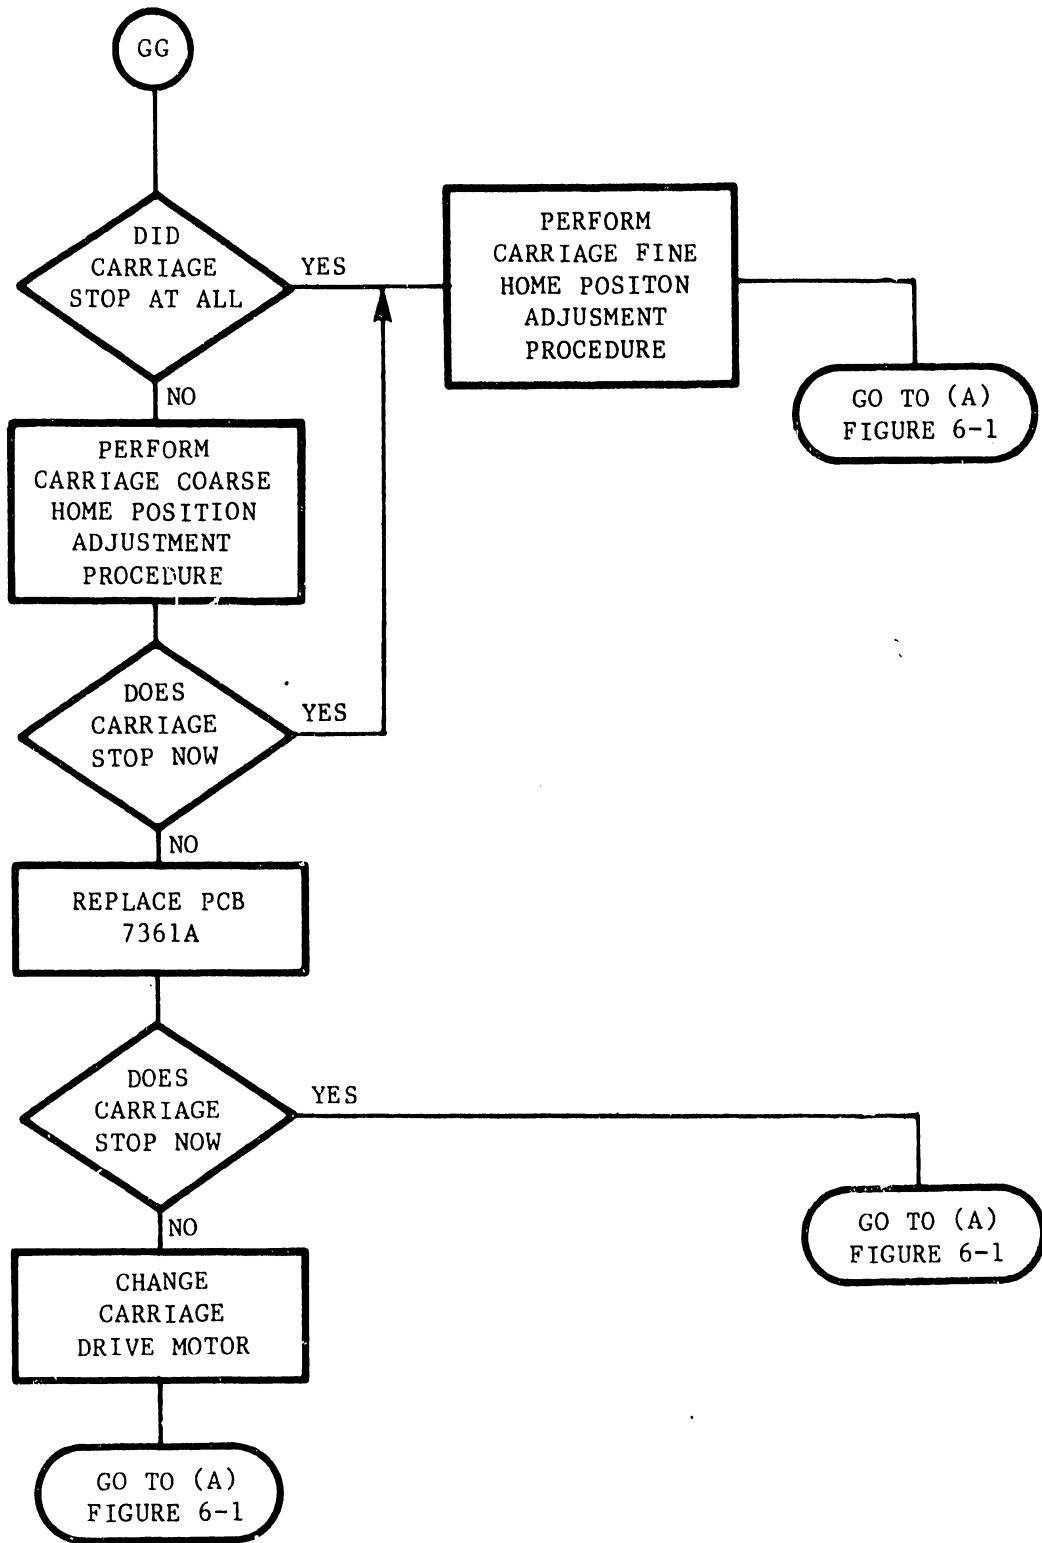 GG
DID
CARRIAGE
STOP AT ALL
YES
PERFORM
CARRIAGE FINE
HOME POSITON
ADJUSMENT
PROCEDURE
GO TO (A)
FIGURE 6-1
NO
PERFORM
CARRIAGE COARSE
HOME POSITION
ADJUSTMENT
PROCEDURE
DOES
CARRIAGE
STOP NOW
YES
NO
REPLACE PCB
7361A
DOES
CARRIAGE
STOP NOW
YES
GO TO (A)
FIGURE 6-1
NO
CHANGE
CARRIAGE
DRIVE MOTOR
GO TO (A)
FIGURE 6-1